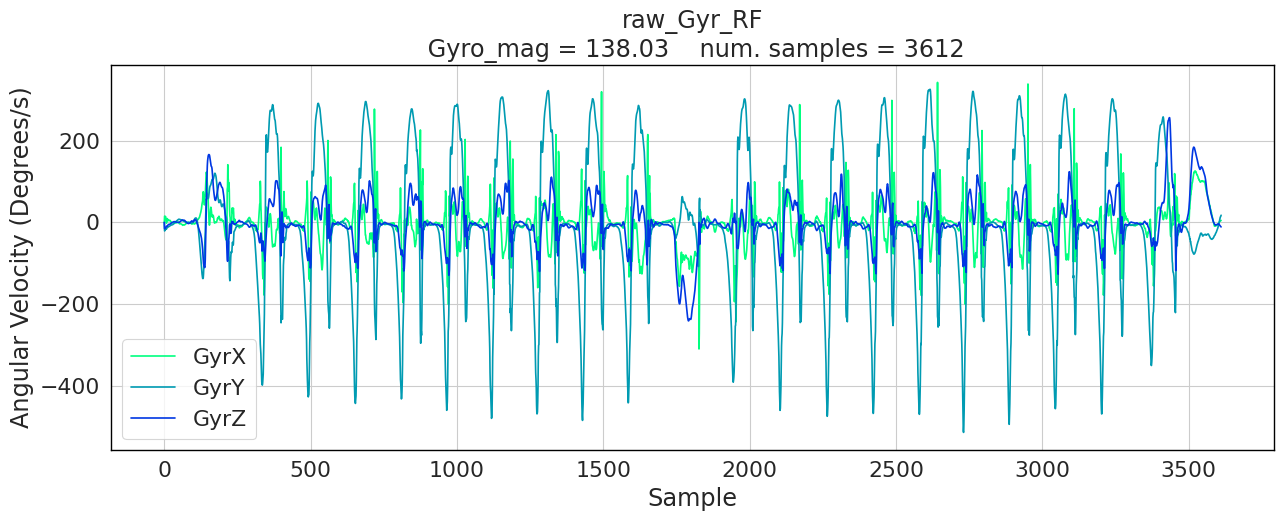 raw_Gyr_RF
Gyro_mag = 138.03    num. samples = 3612
Angular Velocity (Degrees/s)
200
0
−200
−400
GyrX
GyrY
GyrZ
0 500 1000 1500 2000 2500 3000 3500
Sample